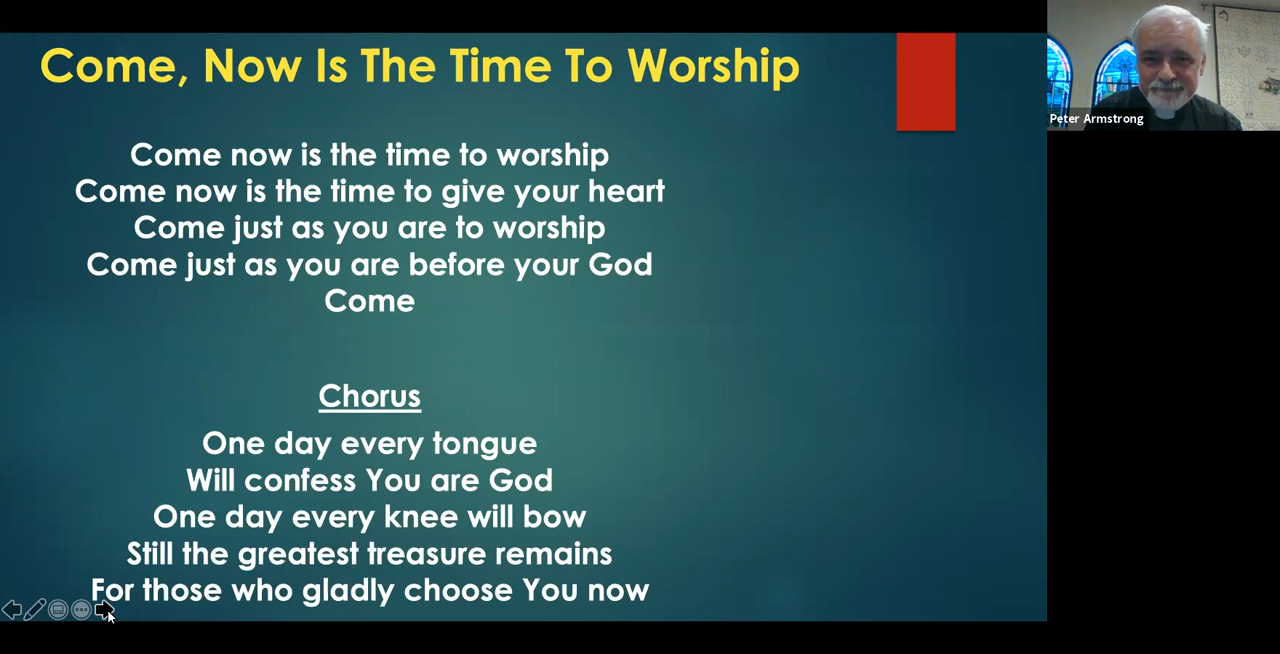 Come, Now Is The Time To Worship
Come now is the time to worship
Come now is the time to give your heart
Come just as you are to worship
Come just as you are before your God
Come
Chorus
One day every tongue
Will confess You are God
One day every knee will bow
Still the greatest treasure remains
For those who gladly choose You now
Peter Armstrong